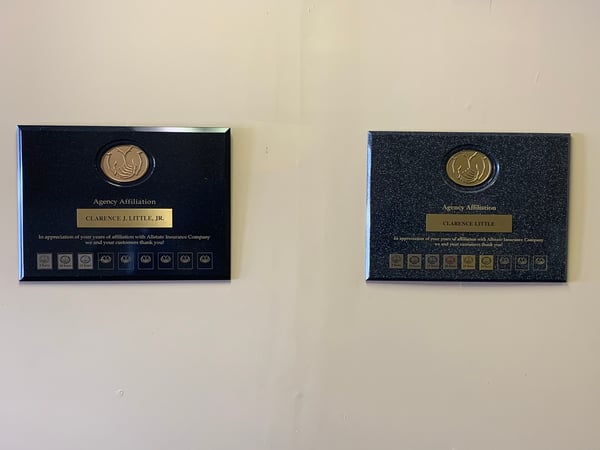 Agency Affiliation
CLARENCE J. LITTLE, JR.
In appreciation of your years of affiliation with Allstate Insurance Company
we and your customers thank you!
Agency Affiliation
CLARENCE LITTLE
In appreciation of your years of affiliation with Allstate Insurance Company
we and your customers thank you!